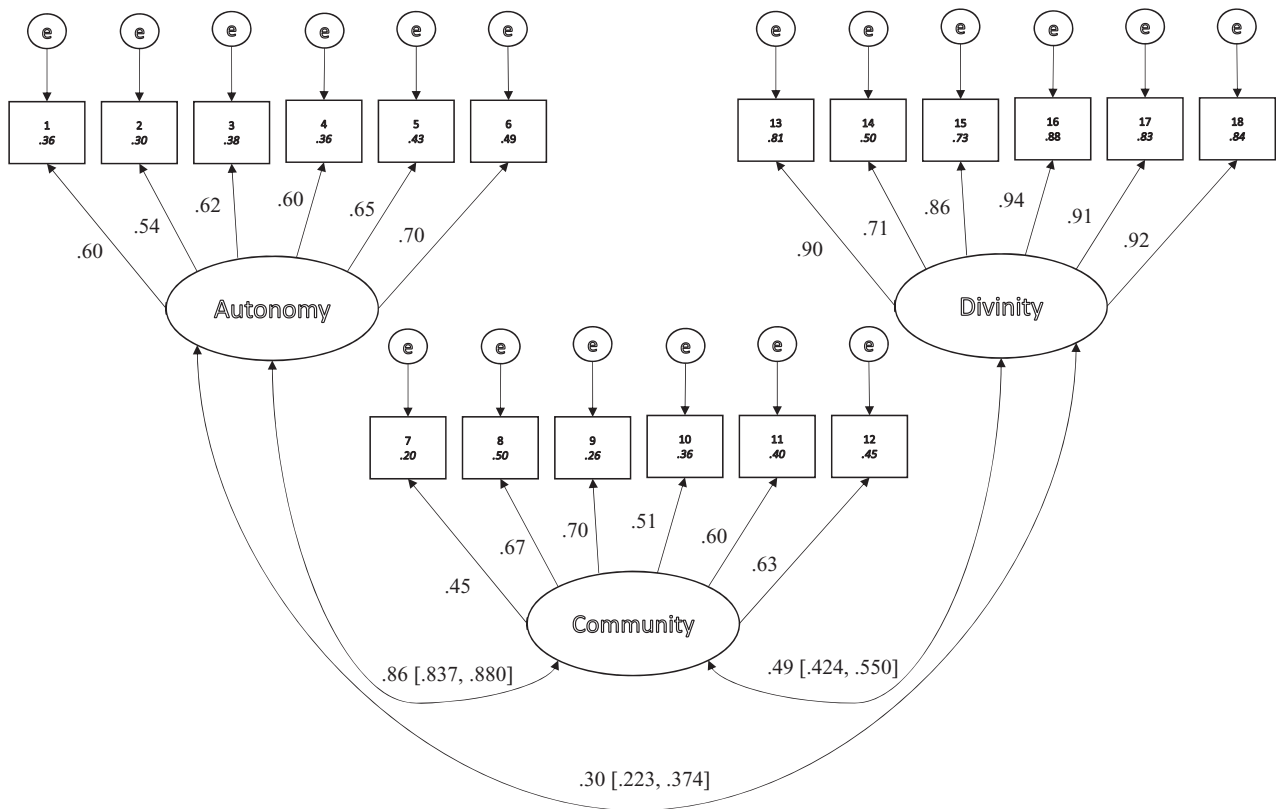 e e e e e e
e e e e e e
1 2 3 4 5 6
.36 .30 .38 .36 .43 .49
13 14 15 16 17 18
.81 .50 .73 .88 .83 .84
.60 .54 .62 .60 .65 .70
.90 .71 .86 .94 .91 .92
Autonomy
Divinity
e e e e e e
7 8 9 10 11 12
.20 .50 .26 .36 .40 .45
.45 .67 .70 .51 .60 .63
Community
.86 [.837, .880]
.49 [.424, .550]
.30 [.223, .374]